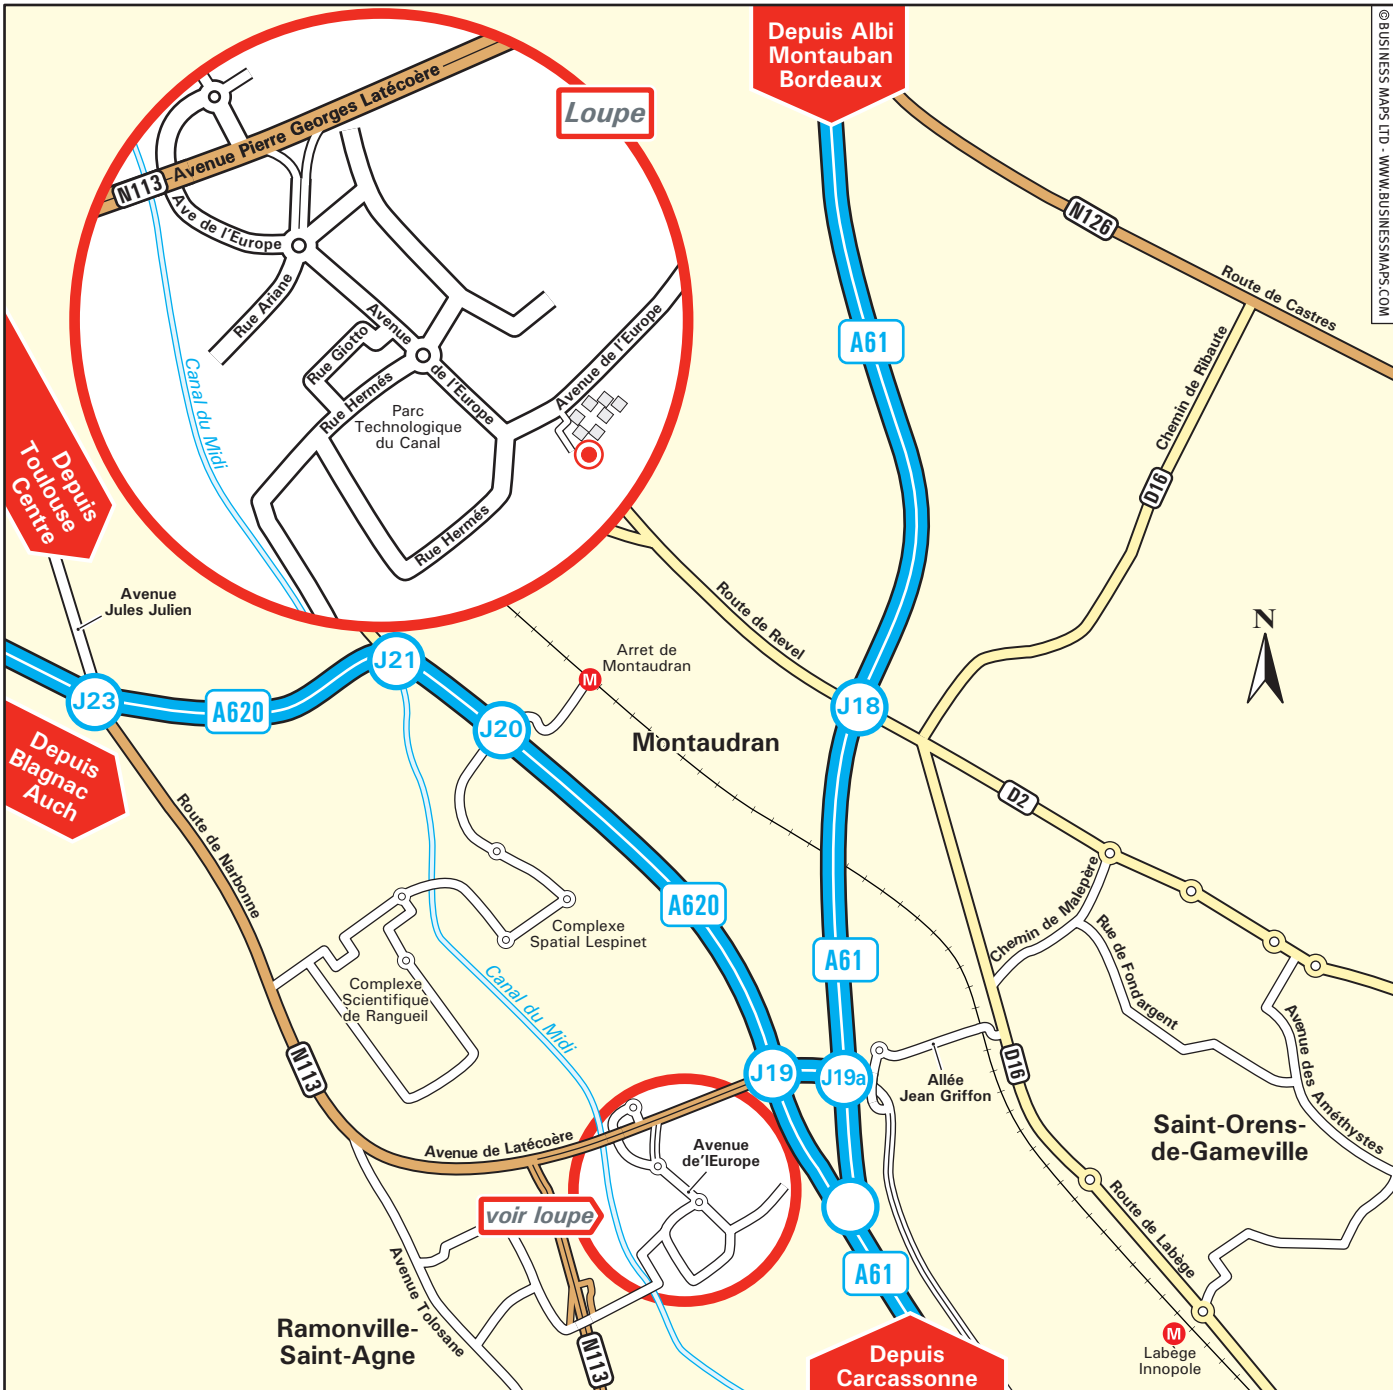 Depuis Albi
Montauban
Bordeaux
© BUSINESS MAPS LTD - WWW.BUSINESSMAPS.COM
Loupe
Avenue Pierre Georges Latécoère
N113
Ave de l'Europe
Rue Ariane
Avenue
de l'Europe
Rue Giotto
Rue Hermés
Avenue de l'Europe
Parc
Technologique
du Canal
Rue Hermés
Canal du Midi
N126
Route de Castres
A61
Chemin de Ribaute
D16
Depuis
Toulouse
Centre
Avenue
Jules Julien
Route de Revel
N
Arret de
Montaudran
M
J21
J23
A620
J20
J18
Montaudran
Depuis
Blagnac
Auch
D2
Route de Narbonne
Chemin de Malepère
A620
Complexe
Spatial Lespinet
Rue de Fondargent
A61
Complexe
Scientifique
de Rangueil
Canal du Midi
Avenue des Améthystes
N113
J19
J19a
Allée
Jean Griffon
D16
Avenue de Latécoère
Avenue
de'lEurope
Saint-Orens-
de-Gameville
voir loupe
Route de Labège
Avenue Tolosane
A61
Ramonville-
Saint-Agne
N113
M
Labège
Innopole
Depuis
Carcassonne